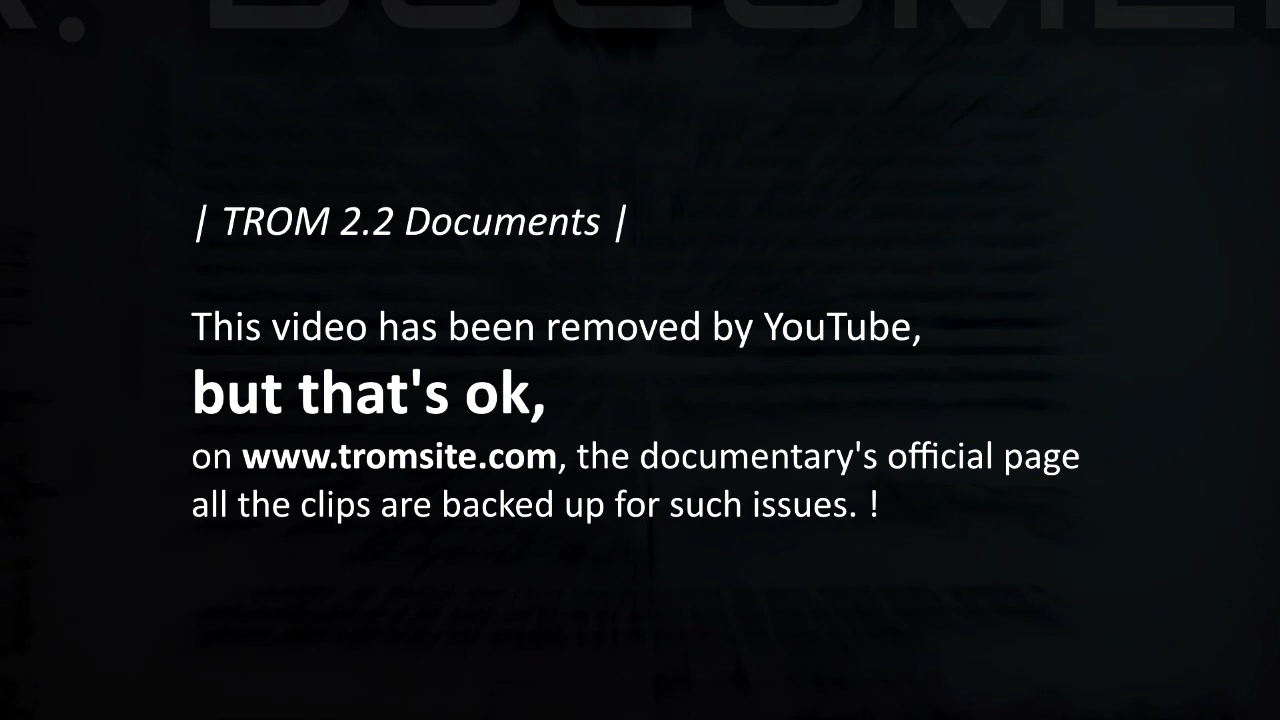 | TROM 2.2 Documents |
This video has been removed by YouTube,
but that's ok,
on www.tromsite.com, the documentary's official page
all the clips are backed up for such issues. !